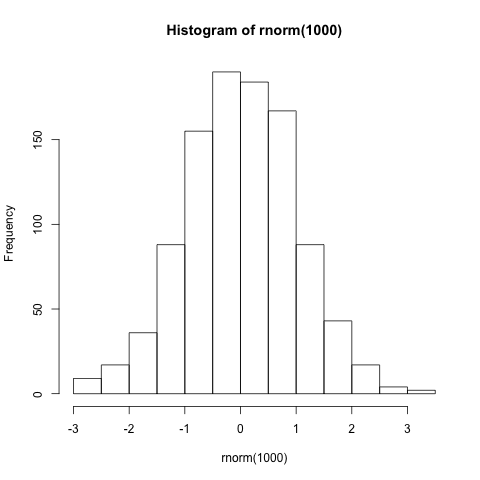 Histogram of rnorm(1000)
Frequency
150
100
50
0
-3 -2 -1 0 1 2 3
rnorm(1000)